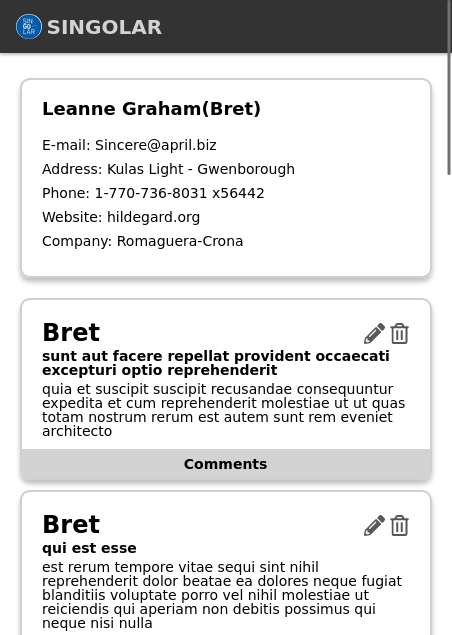 SIN
GO
LAR
SINGOLAR
Leanne Graham(Bret)
E-mail: Sincere@april.biz
Address: Kulas Light - Gwenborough
Phone: 1-770-736-8031 x56442
Website: hildegard.org
Company: Romaguera-Crona
Bret
sunt aut facere repellat provident occaecati
excepturi optio reprehenderit
quia et suscipit suscipit recusandae consequuntur
expedita et cum reprehenderit molestiae ut ut quas
totam nostrum rerum est autem sunt rem eveniet
architecto
Comments
Bret
qui est esse
est rerum tempore vitae sequi sint nihil
reprehenderit dolor beatae ea dolores neque fugiat
blanditiis voluptate porro vel nihil molestiae ut
reiciendis qui aperiam non debitis possimus qui
neque nisi nulla